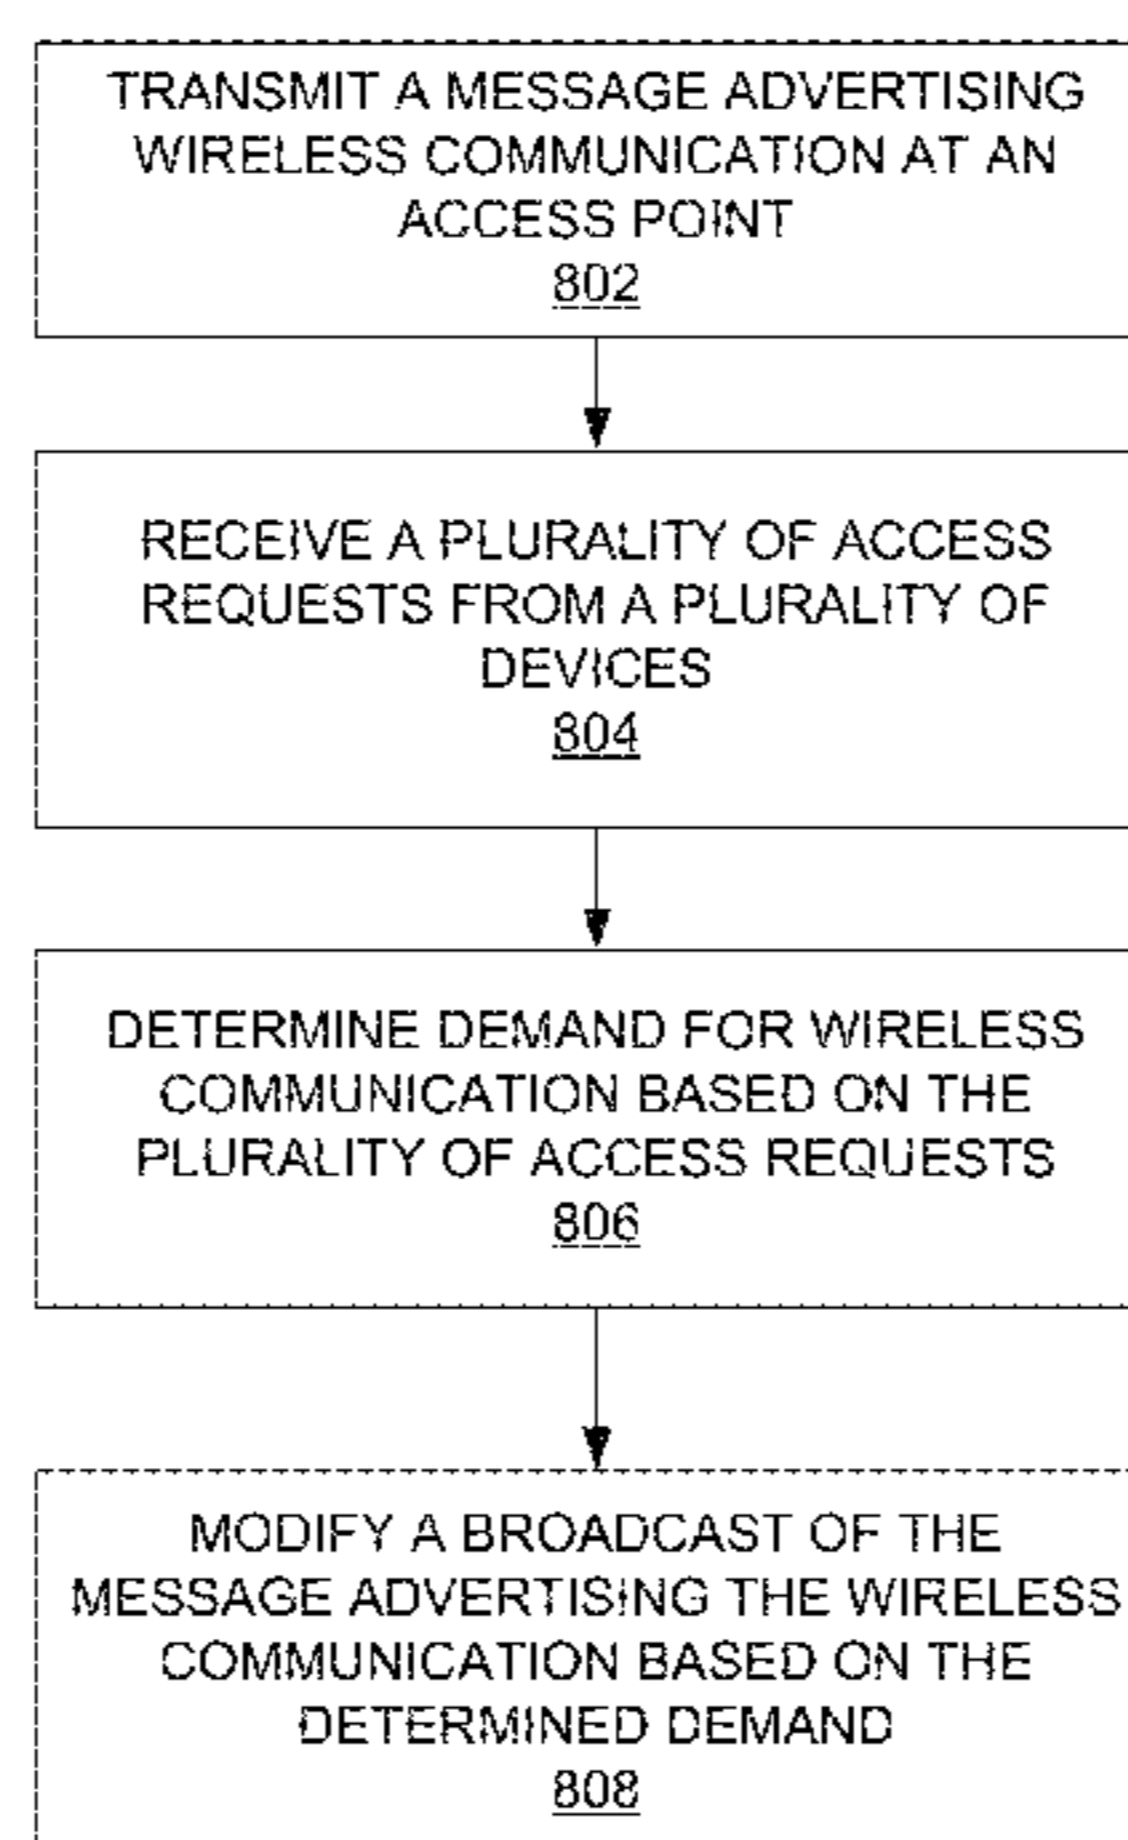 TRANSMIT A MESSAGE ADVERTISING
WIRELESS COMMUNICATION AT AN
ACCESS POINT
802
RECEIVE A PLURALITY OF ACCESS
REQUESTS FROM A PLURALITY OF
DEVICES
804
DETERMINE DEMAND FOR WIRELESS
COMMUNICATION BASED ON THE
PLURALITY OF ACCESS REQUESTS
806
MODIFY A BROADCAST OF THE
MESSAGE ADVERTISING THE WIRELESS
COMMUNICATION BASED ON THE
DETERMINED DEMAND
808